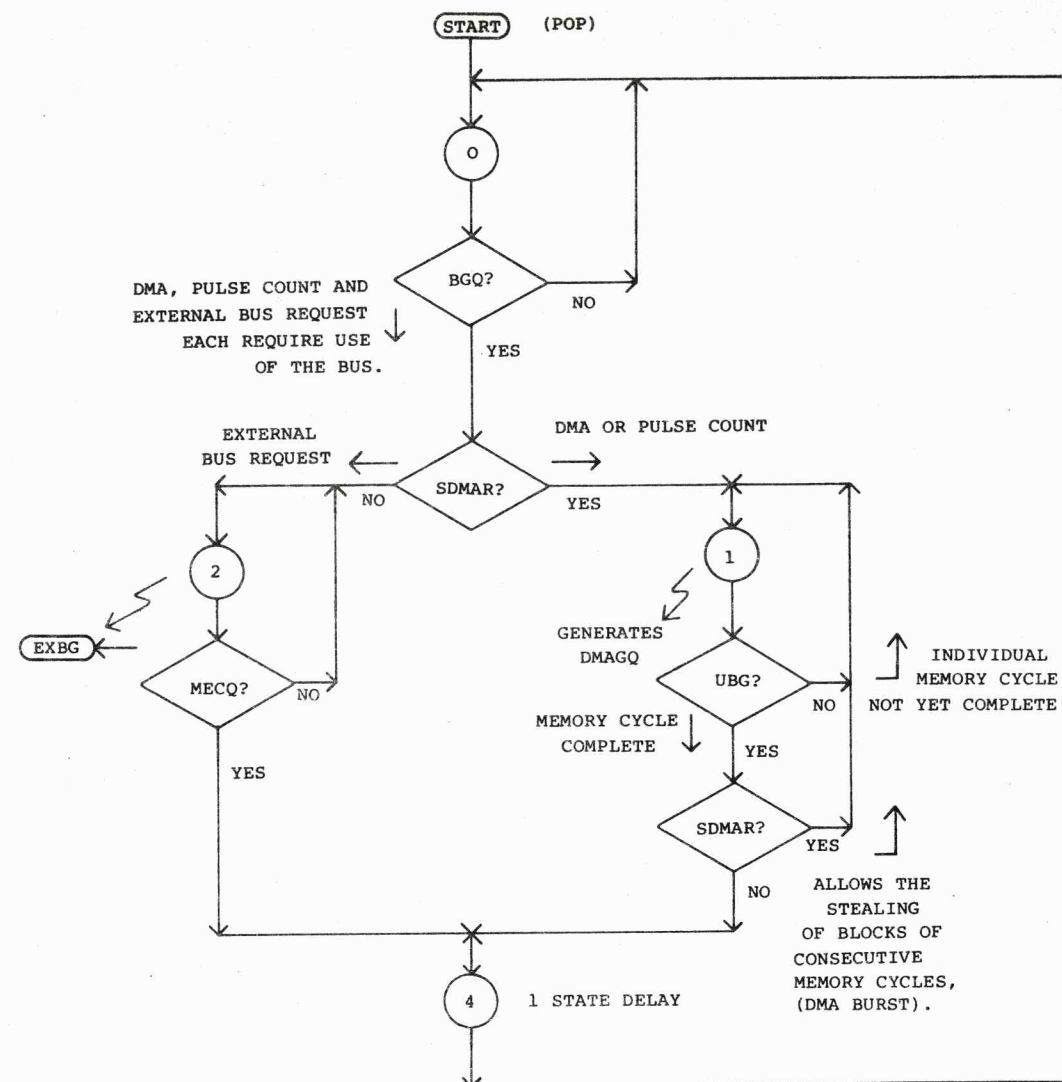 START (POP)
O
BGQ?
NO
DMA, PULSE COUNT AND
EXTERNAL BUS REQUEST
EACH REQUIRE USE
OF THE BUS.
YES
EXTERNAL
BUS REQUEST
DMA OR PULSE COUNT
SDMAR?
NO
YES
2
1
EXBG
GENERATES
DMAGQ
MECQ?
NO
UBG?
NO
INDIVIDUAL
MEMORY CYCLE
NOT YET COMPLETE
MEMORY CYCLE
COMPLETE
YES
YES
SDMAR?
YES
NO
ALLOWS THE
STEALING
OF BLOCKS OF
CONSECUTIVE
MEMORY CYCLES,
(DMA BURST).
4
1 STATE DELAY